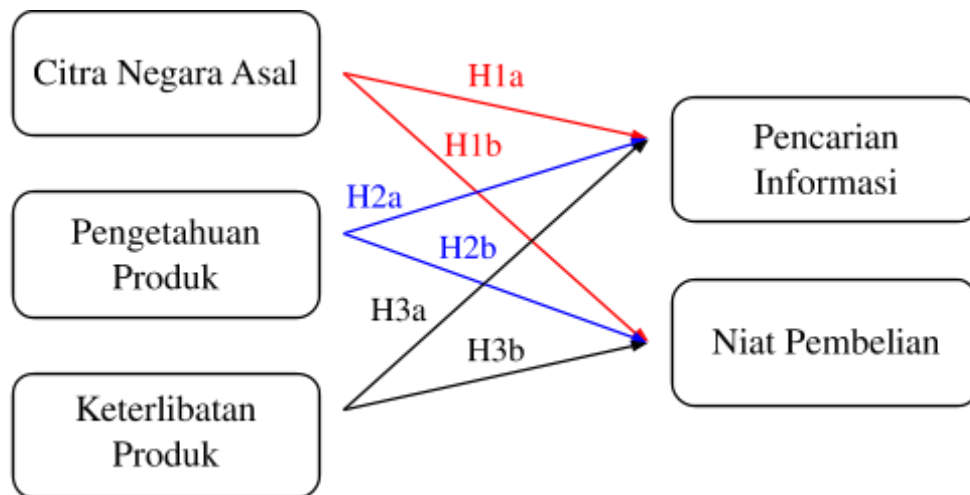 Citra Negara Asal
H1a
Pencarian
Informasi
H1b
Pengetahuan
Produk
H2a
H2b
H3a
Niat Pembelian
H3b
Keterlibatan
Produk